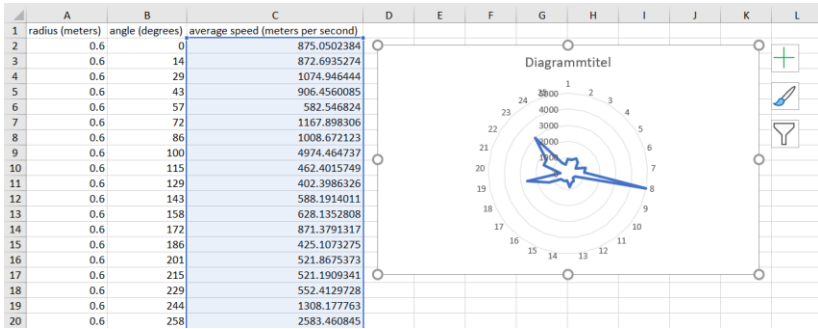 A B C D E F G H I J K L
1 radius (meters) angle (degrees) average speed (meters per second)
2 0.6 0 875.0502384
3 0.6 14 872.6935274
4 0.6 29 1074.946444
5 0.6 43 906.4560085
6 0.6 57 582.546824
7 0.6 72 1167.898306
8 0.6 86 1008.672123
9 0.6 100 4974.464737
10 0.6 115 462.4015749
11 0.6 129 402.3986326
12 0.6 143 588.1914011
13 0.6 158 628.1352808
14 0.6 172 871.3791317
15 0.6 186 425.1073275
16 0.6 201 521.8675373
17 0.6 215 521.1909341
18 0.6 229 552.4129728
19 0.6 244 1308.177763
20 0.6 258 2583.460845
Diagrammtitel
1
2
3
4
5
6
7
8
9
10
11
12
13
14
15
16
17
18
19
20
21
22
23
24
5000
4000
3000
2000